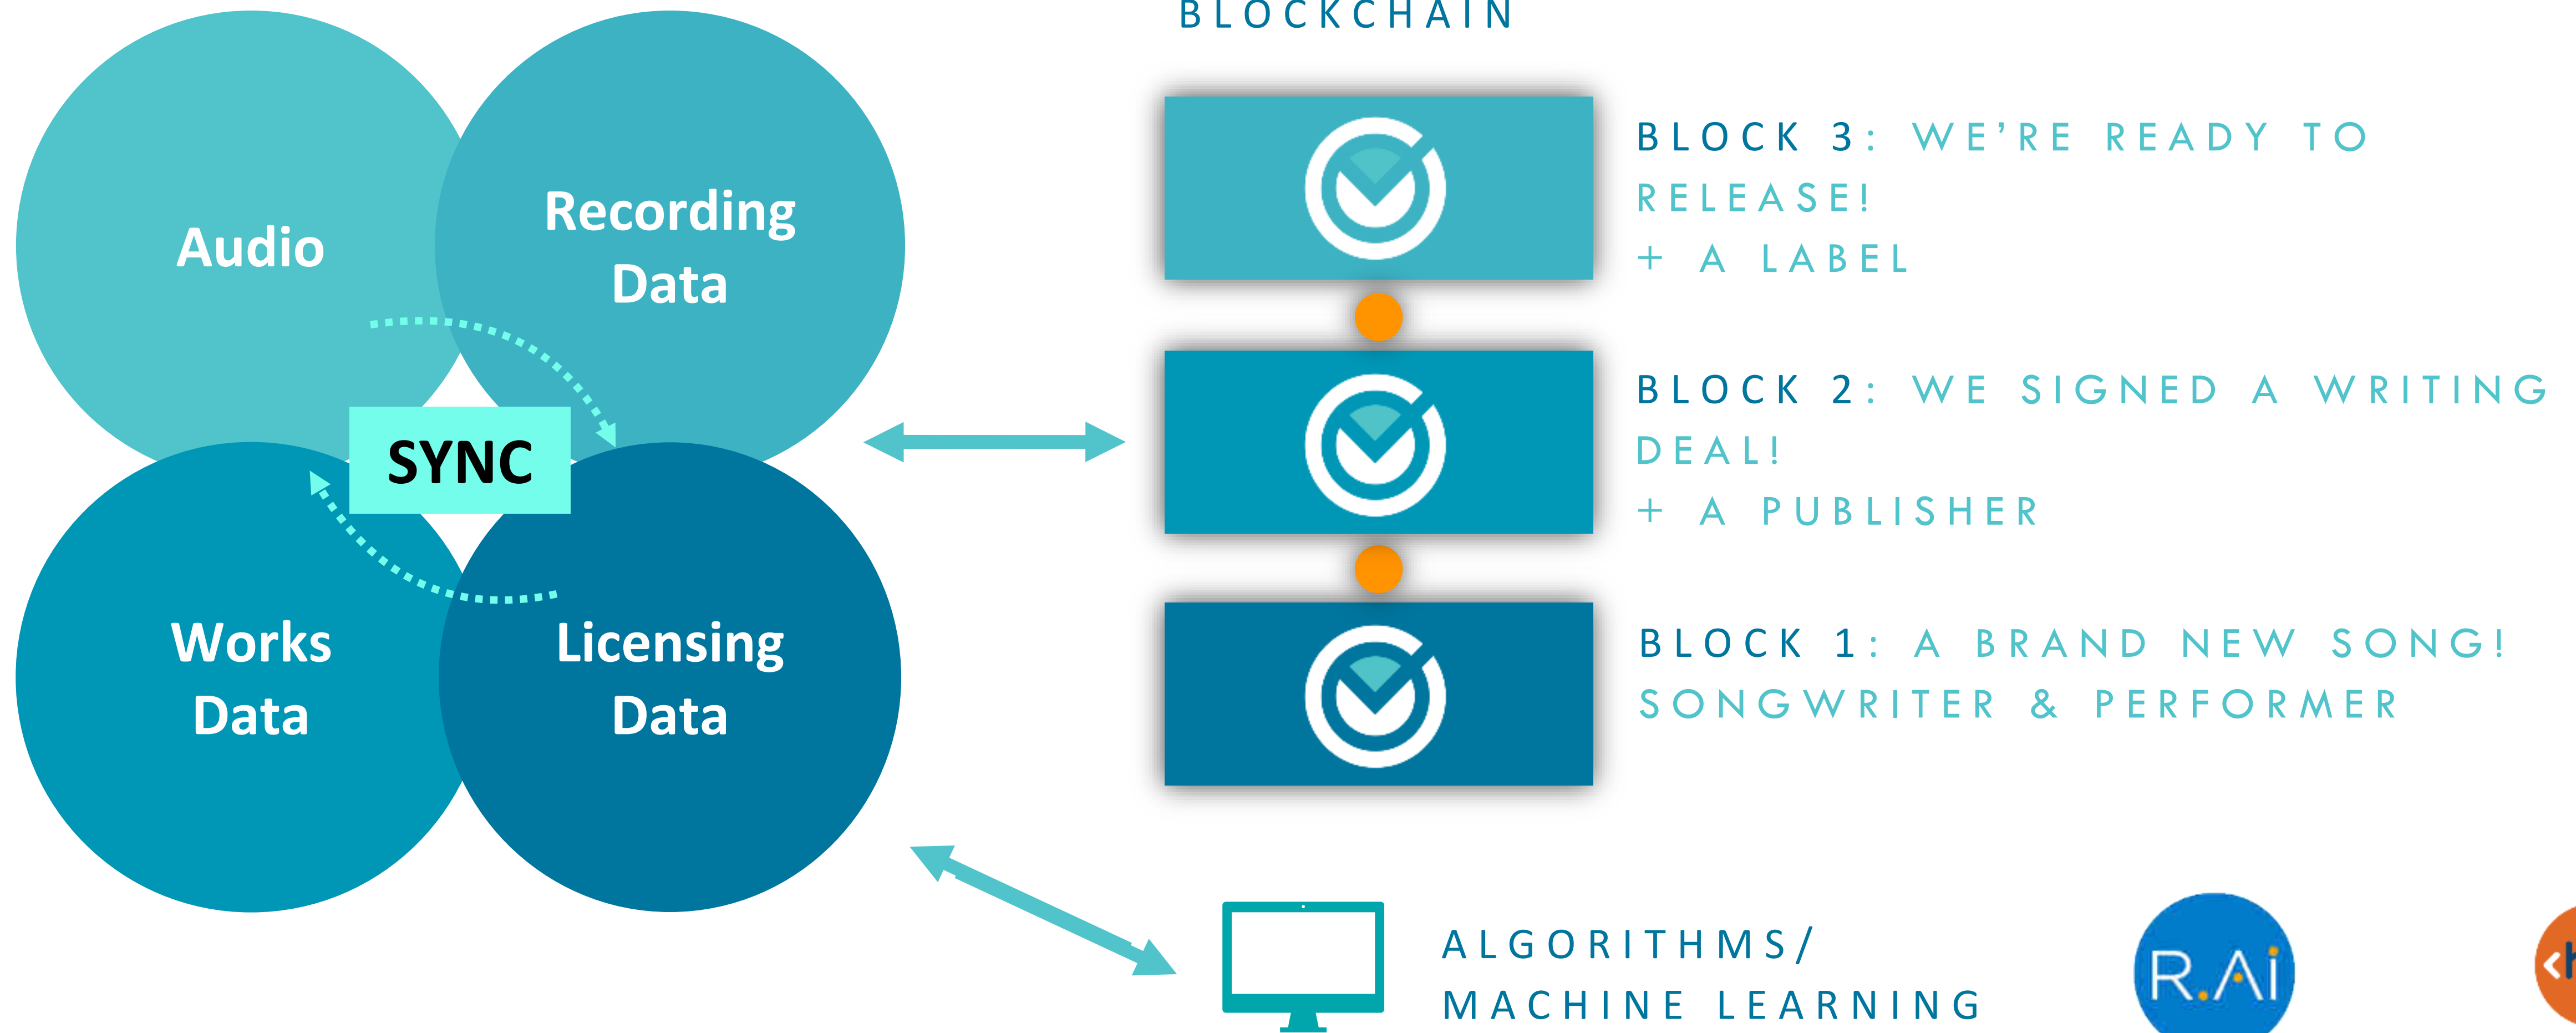 BLOCKCHAIN
Audio
Recording
Data
SYNC
Works
Data
Licensing
Data
BLOCK 3: WE'RE READY TO
RELEASE!
+ A LABEL
BLOCK 2: WE SIGNED A WRITING
DEAL!
+ A PUBLISHER
BLOCK 1: A BRAND NEW SONG!
SONGWRITER & PERFORMER
ALGORITHMS/
MACHINE LEARNING
R.Ai